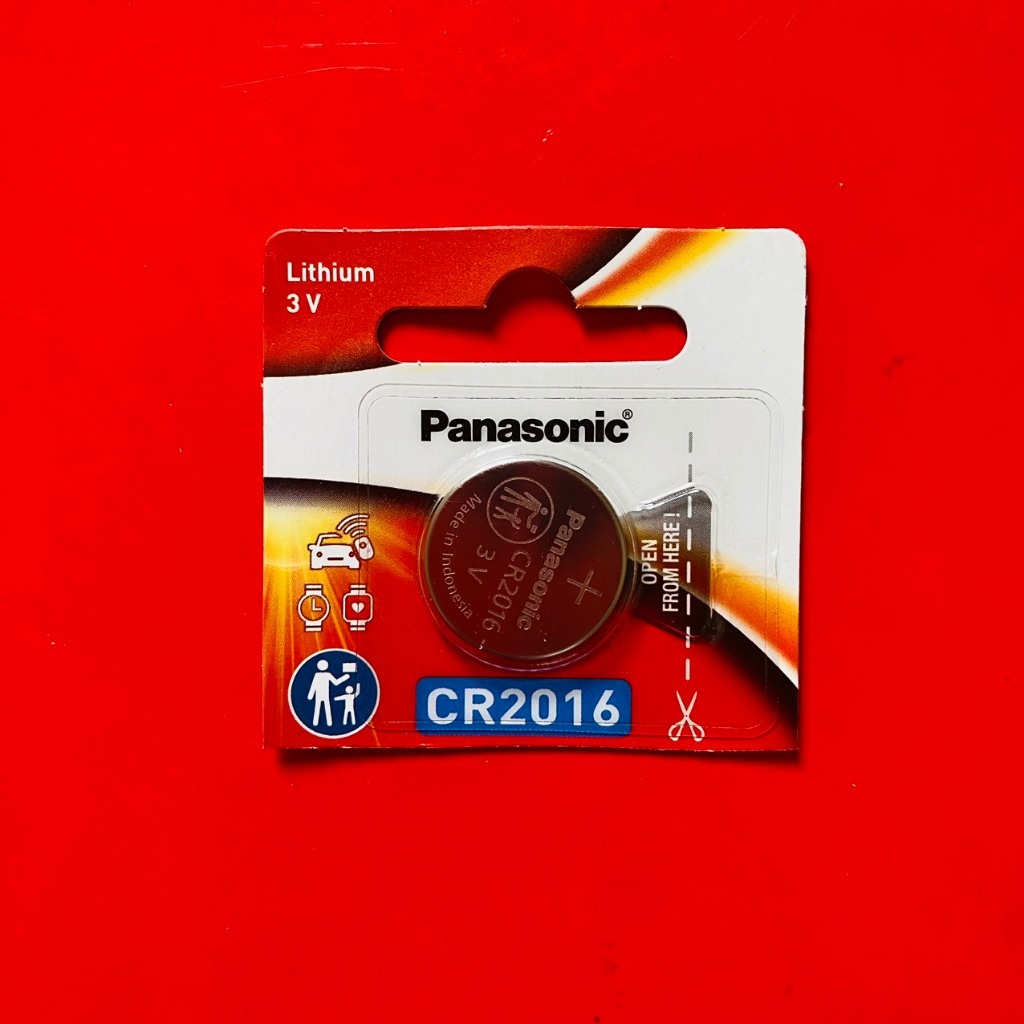 Lithium
3 V
Panasonic®
Panasonic
CR2016
3 V
Made in Indonesia
+
OPEN
FROM HERE !
CR2016